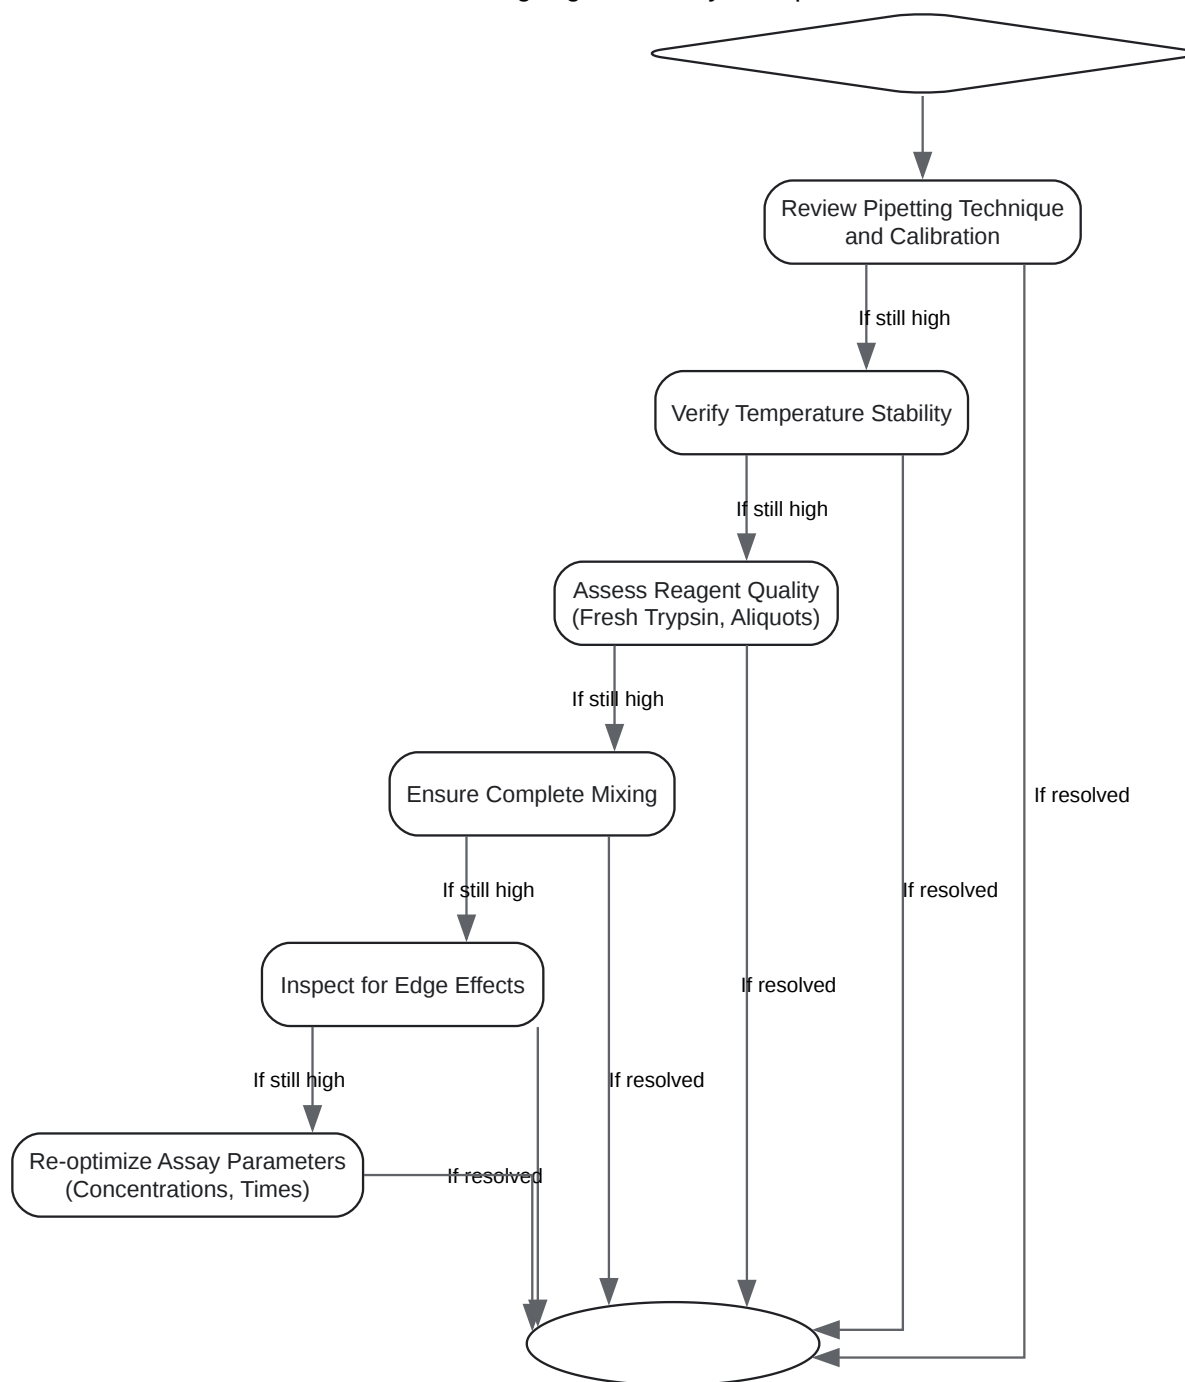 Review Pipetting Technique
and Calibration
If still high
Verify Temperature Stability
If still high
Assess Reagent Quality
(Fresh Trypsin, Aliquots)
If still high
Ensure Complete Mixing
If resolved
If still high
If resolved
Inspect for Edge Effects
If resolved
If still high
If resolved
Re-optimize Assay Parameters
(Concentrations, Times)
If resolved